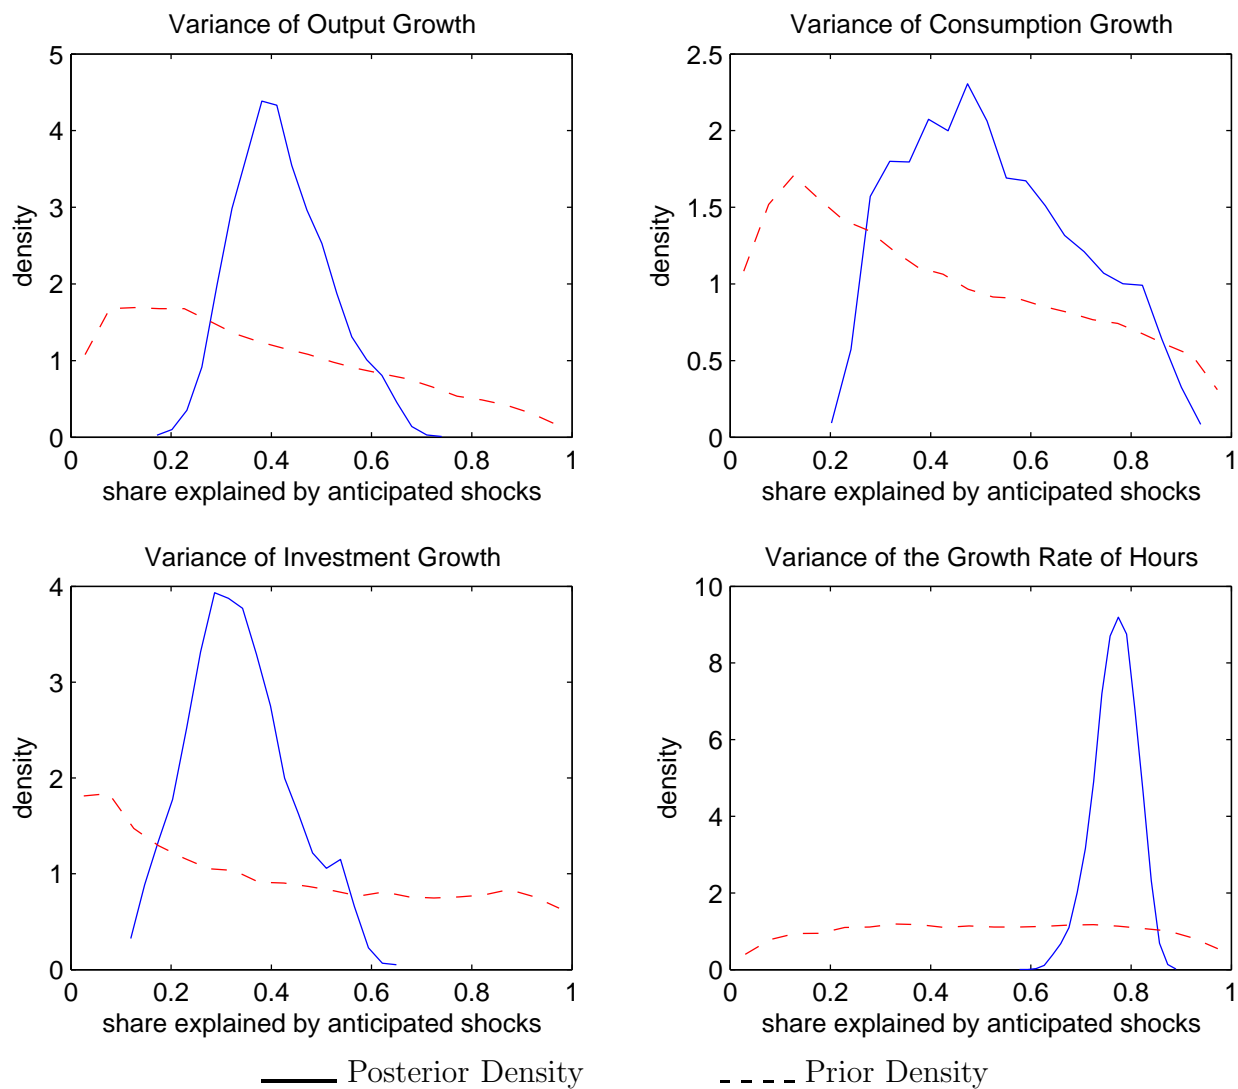 Variance of Output Growth
5
4
3
2
1
0
density
0 0.2 0.4 0.6 0.8 1
share explained by anticipated shocks
Variance of Consumption Growth
2.5
2
1.5
1
0.5
0
density
0 0.2 0.4 0.6 0.8 1
share explained by anticipated shocks
Variance of Investment Growth
4
3
2
1
0
density
0 0.2 0.4 0.6 0.8 1
share explained by anticipated shocks
Variance of the Growth Rate of Hours
10
8
6
4
2
0
density
0 0.2 0.4 0.6 0.8 1
share explained by anticipated shocks
Posterior Density
Prior Density